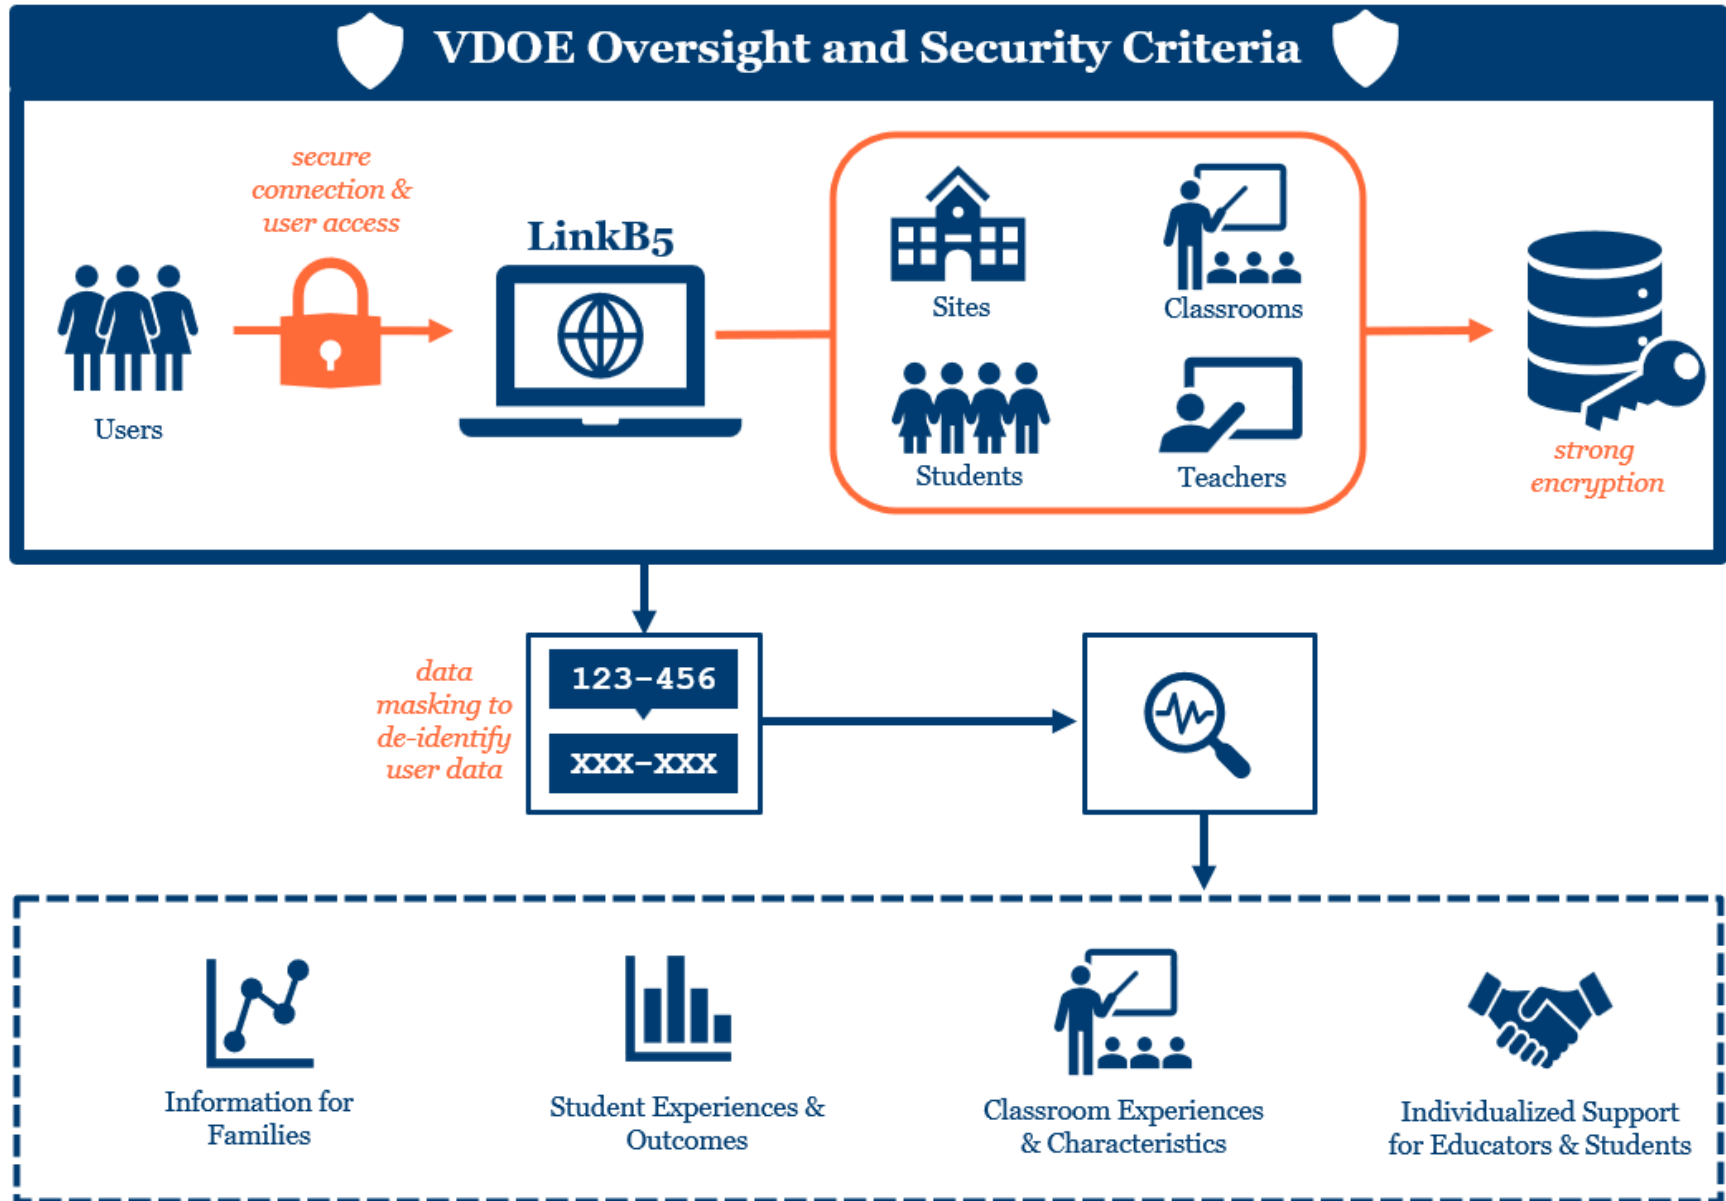 VDOE Oversight and Security Criteria
secure
connection &
user access
LinkB5
Users
Sites
Classrooms
Students
Teachers
strong
encryption
data
masking to
de-identify
user data
123-456
XXX-XXX
Information for
Families
Student Experiences &
Outcomes
Classroom Experiences
& Characteristics
Individualized Support
for Educators & Students